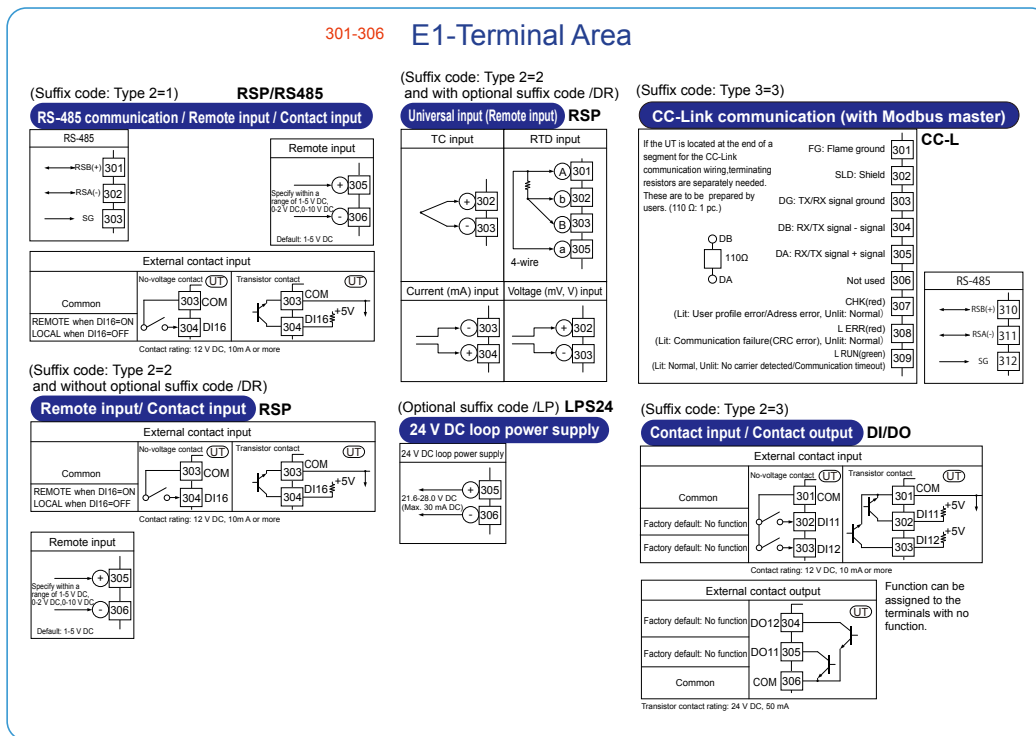 301-306 E1-Terminal Area
(Suffix code: Type 2=1) RSP/RS485
RS-485 communication / Remote input / Contact input
RS-485
RSB(+) 301
RSA(-) 302
SG 303
Remote input
+ 305
Specify within a
range of 1-5 V DC,
0-2 V DC,0-10 V DC
- 306
Default: 1-5 V DC
External contact input
No-voltage contact UT Transistor contact UT
Common 303 COM 303 COM
REMOTE when DI16=ON
LOCAL when DI16=OFF
304 DI16 304 DI16 +5V
Contact rating: 12 V DC, 10m A or more
(Suffix code: Type 2=2
and without optional suffix code /DR)
Remote input/ Contact input RSP
External contact input
No-voltage contact UT Transistor contact UT
Common 303 COM 303 COM
REMOTE when DI16=ON
LOCAL when DI16=OFF
304 DI16 304 DI16 +5V
Contact rating: 12 V DC, 10m A or more
Remote input
+ 305
Specify within a
range of 1-5 V DC,
0-2 V DC,0-10 V DC
- 306
Default: 1-5 V DC
(Suffix code: Type 2=2
and with optional suffix code /DR)
Universal input (Remote input) RSP
TC input RTD input
+ 302
- 303
A 301
b 302
B 303
a 305
4-wire
Current (mA) input Voltage (mV, V) input
- 303 + 302
+ 304 - 303
(Optional suffix code /LP) LPS24
24 V DC loop power supply
24 V DC loop power supply
+ 305
21.6-28.0 V DC
(Max. 30 mA DC)
- 306
(Suffix code: Type 3=3)
CC-Link communication (with Modbus master)
CC-L
If the UT is located at the end of a
segment for the CC-Link
communication wiring,terminating
resistors are separately needed.
These are to be prepared by
users. (110 Ω: 1 pc.)
DB
110Ω
DA
FG: Flame ground 301
SLD: Shield 302
DG: TX/RX signal ground 303
DB: RX/TX signal - signal 304
DA: RX/TX signal + signal 305
Not used 306
CHK(red) 307
(Lit: User profile error/Adress error, Unlit: Normal)
L ERR(red) 308
(Lit: Communication failure(CRC error), Unlit: Normal)
L RUN(green) 309
(Lit: Normal, Unlit: No carrier detected/Communication timeout)
RS-485
RSB(+) 310
RSA(-) 311
SG 312
(Suffix code: Type 2=3)
Contact input / Contact output DI/DO
External contact input
No-voltage contact UT Transistor contact UT
Common 301 COM 301 COM
Factory default: No function 302 DI11 302 DI11 +5V
Factory default: No function 303 DI12 303 DI12 +5V
Contact rating: 12 V DC, 10 mA or more
External contact output
UT
Factory default: No function DO12 304
Factory default: No function DO11 305
Common COM 306
Transistor contact rating: 24 V DC, 50 mA
Function can be
assigned to the
terminals with no
function.